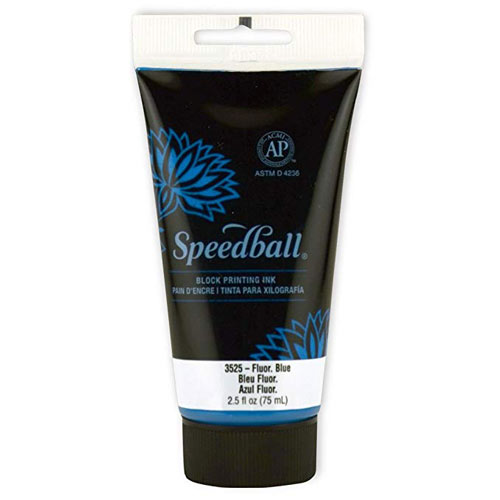 ACMI
AP
ASTM D 4236
Speedball®
BLOCK PRINTING INK
PAIN D'ENCRE I TINTA PARA XILOGRAFÍA
3525 – Fluor. Blue
Bleu Fluor.
Azul Fluor.
2.5 fl oz (75 mL)